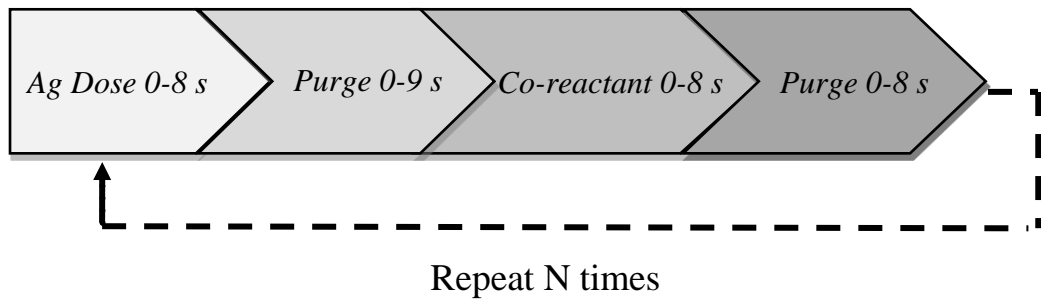 Ag Dose 0-8 s
Purge 0-9 s
Co-reactant 0-8 s
Purge 0-8 s
Repeat N times